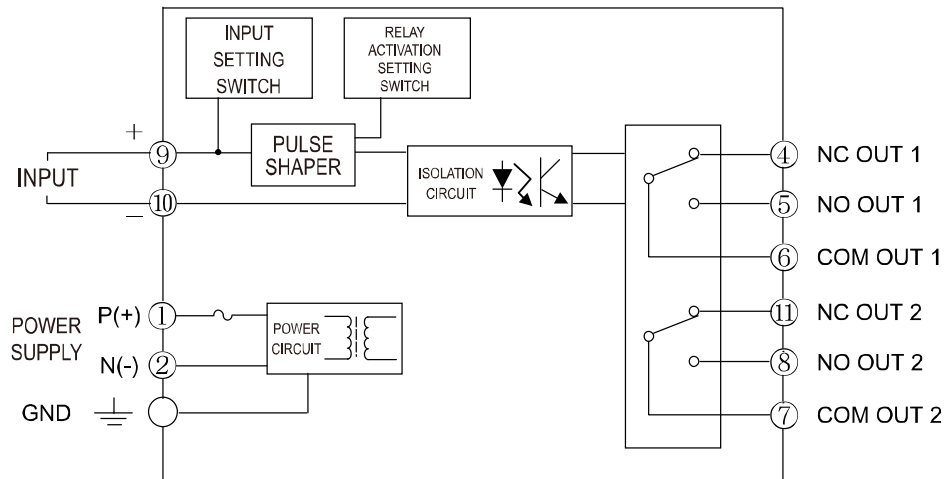 INPUT
SETTING
SWITCH
RELAY
ACTIVATION
SETTING
SWITCH
+
9
PULSE
SHAPER
INPUT
ISOLATION
CIRCUIT
−
10
4 NC OUT 1
5 NO OUT 1
6 COM OUT 1
POWER
SUPPLY
P(+) 1
N(-) 2
POWER
CIRCUIT
GND
11 NC OUT 2
8 NO OUT 2
7 COM OUT 2